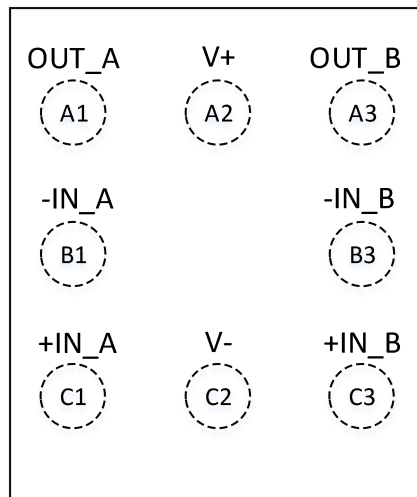 OUT_A V+ OUT_B
A1 A2 A3
-IN_A -IN_B
B1 B3
+IN_A V- +IN_B
C1 C2 C3